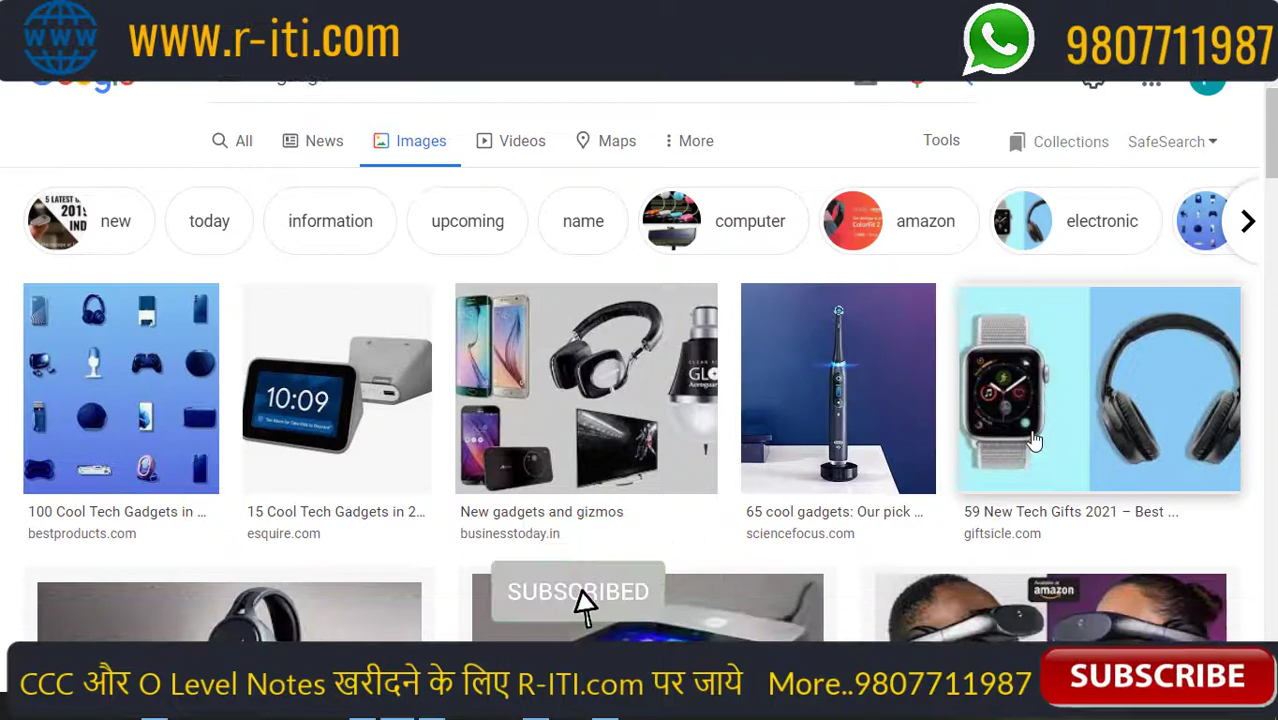 www.r-iti.com
9807711987
All
News
Images
Videos
Maps
More
Tools
Collections
SafeSearch
new
today
information
upcoming
name
computer
amazon
electronic
10:09
100 Cool Tech Gadgets in ...
bestproducts.com
15 Cool Tech Gadgets in 2...
esquire.com
New gadgets and gizmos
businesstoday.in
65 cool gadgets: Our pick ...
sciencefocus.com
59 New Tech Gifts 2021 – Best ...
giftsicle.com
SUBSCRIBED
Available at
amazon
CCC और O Level Notes खरीदने के लिए R-ITI.com पर जाये More..9807711987
SUBSCRIBE